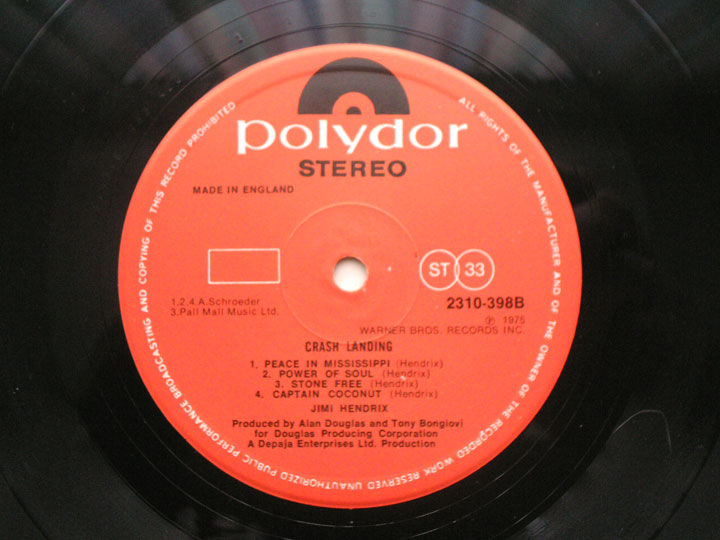 polydor
STEREO
MADE IN ENGLAND
ST 33
2310-398B
1,2,4.A.Schroeder
3.Pall Mall Music Ltd.
℗ 1975
WARNER BROS. RECORDS INC.
CRASH LANDING
1. PEACE IN MISSISSIPPI (Hendrix)
2. POWER OF SOUL (Hendrix)
3. STONE FREE (Hendrix)
4. CAPTAIN COCONUT (Hendrix)
JIMI HENDRIX
Produced by Alan Douglas and Tony Bongiovi
for Douglas Producing Corporation
A Depaja Enterprises Ltd. Production
ALL RIGHTS OF THE MANUFACTURER AND OF THE OWNER OF THE RECORDED WORK RESERVED UNAUTHORIZED PUBLIC PERFORMANCE BROADCASTING AND COPYING OF THIS RECORD PROHIBITED